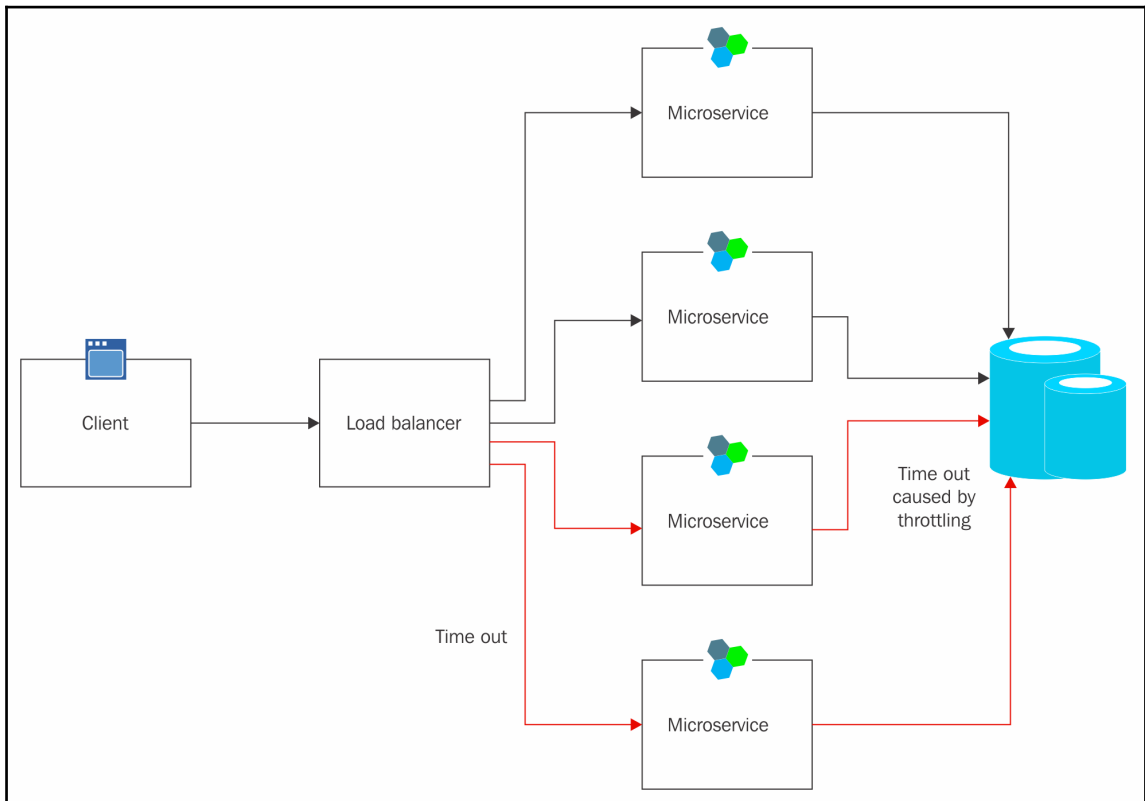 Microservice
Microservice
Client
Load balancer
Time out
caused by
throttling
Microservice
Time out
Microservice